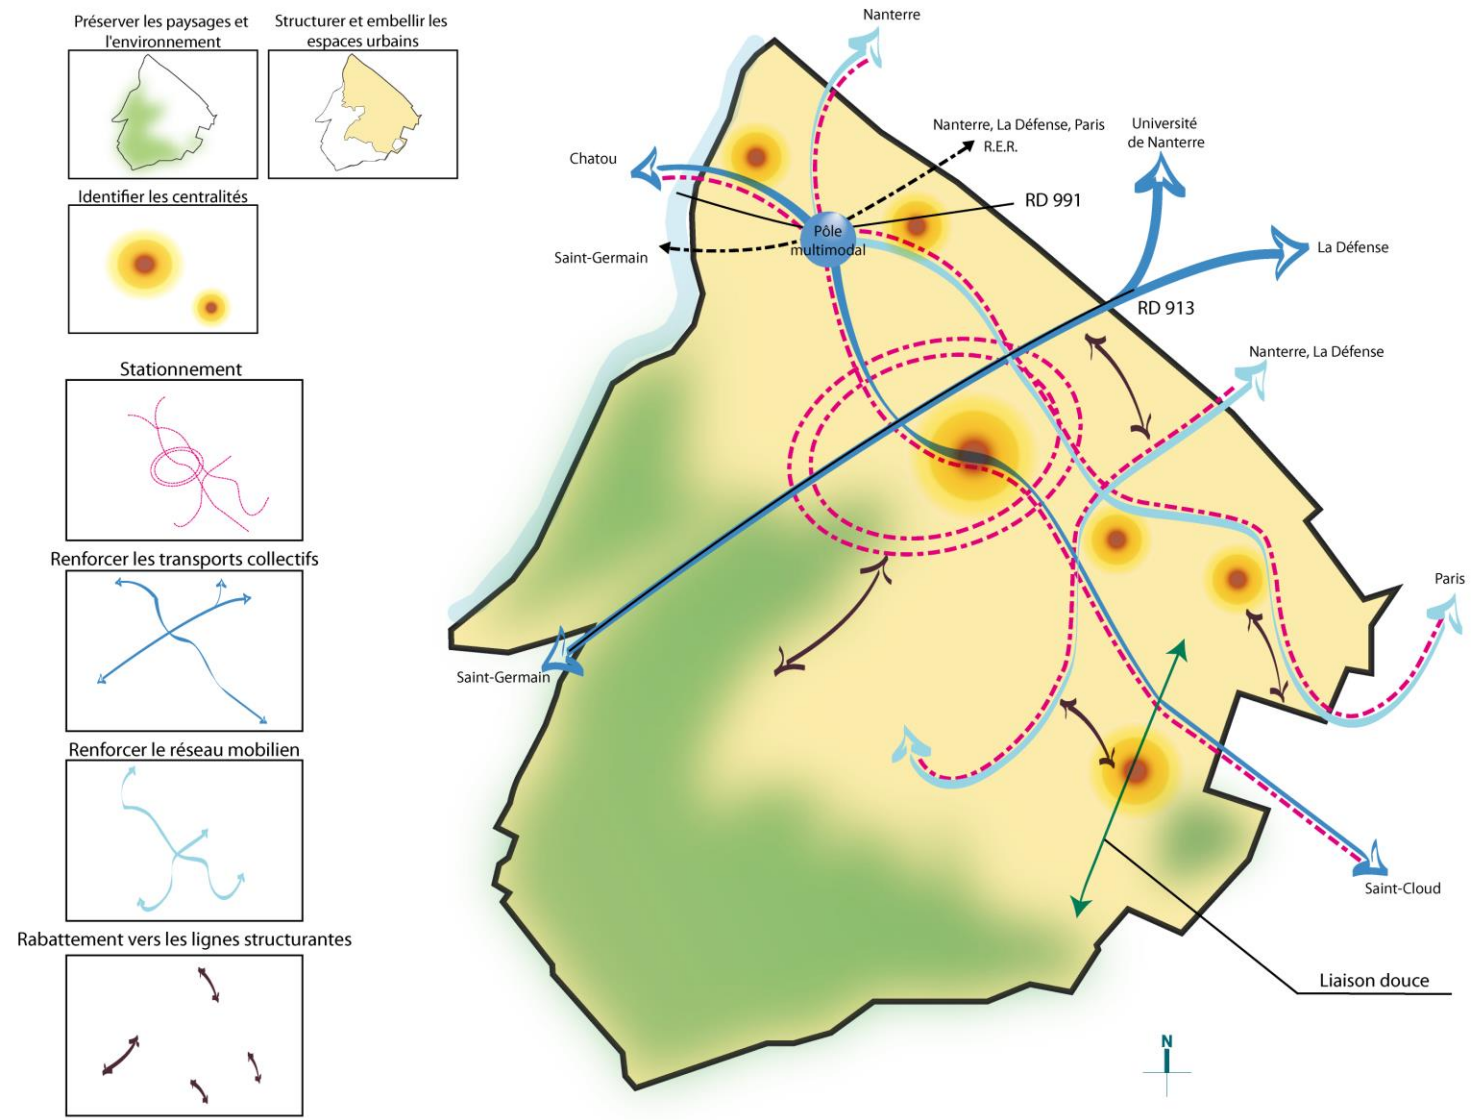 Préserver les paysages et
l'environnement
Structurer et embellir les
espaces urbains
Identifier les centralités
Stationnement
Renforcer les transports collectifs
Renforcer le réseau mobilien
Rabattement vers les lignes structurantes
Nanterre
Nanterre, La Défense, Paris
R.E.R.
Université
de Nanterre
Chatou
RD 991
Pôle
multimodal
Saint-Germain
La Défense
RD 913
Nanterre, La Défense
Paris
Saint-Germain
Saint-Cloud
Liaison douce
N